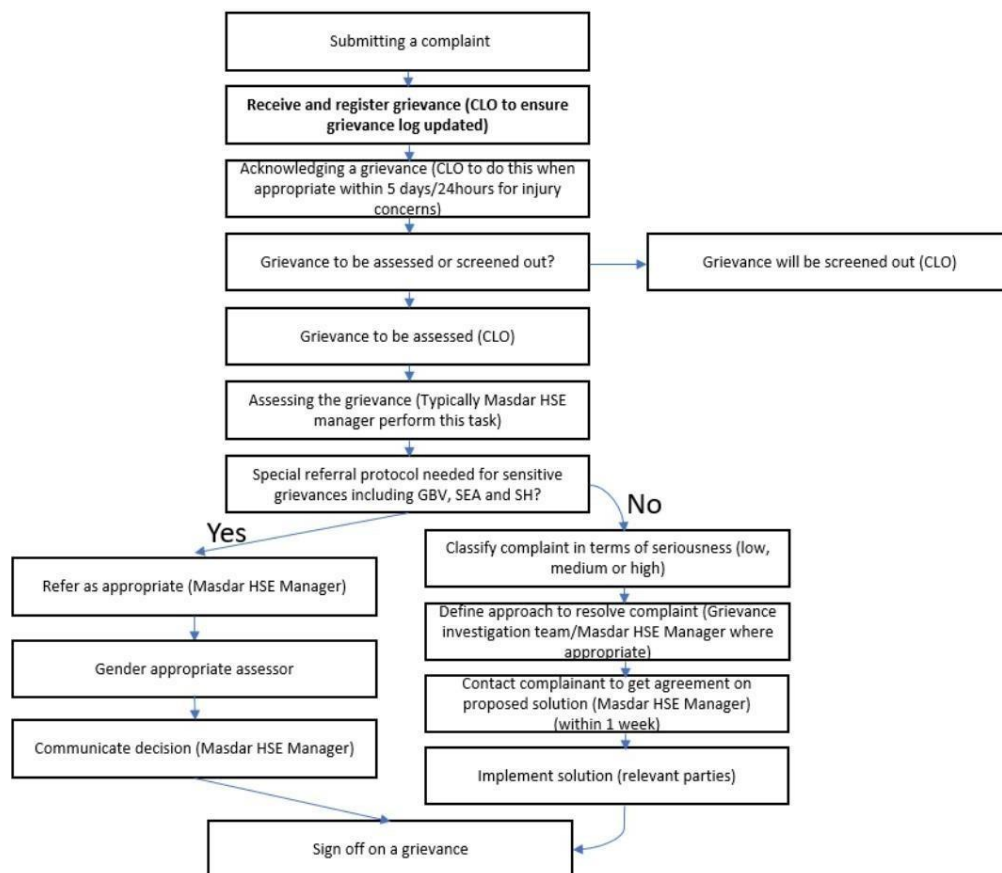 Submitting a complaint
Receive and register grievance (CLO to ensure
grievance log updated)
Acknowledging a grievance (CLO to do this when
appropriate within 5 days/24hours for injury
concerns)
Grievance to be assessed or screened out?
Grievance will be screened out (CLO)
Grievance to be assessed (CLO)
Assessing the grievance (Typically Masdar HSE
manager perform this task)
Special referral protocol needed for sensitive
grievances including GBV, SEA and SH?
Yes
No
Refer as appropriate (Masdar HSE Manager)
Gender appropriate assessor
Communicate decision (Masdar HSE Manager)
Classify complaint in terms of seriousness (low,
medium or high)
Define approach to resolve complaint (Grievance
investigation team/Masdar HSE Manager where
appropriate)
Contact complainant to get agreement on
proposed solution (Masdar HSE Manager)
(within 1 week)
Implement solution (relevant parties)
Sign off on a grievance